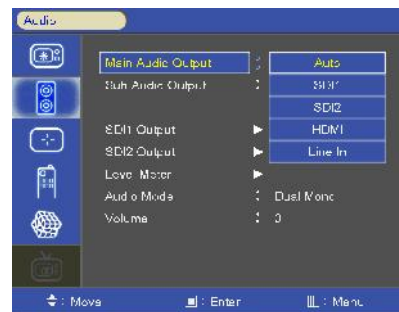 Audio
Main Audio Output : Auto
Sub Audio Output : SDI1
SDI2
SDI1 Output ▶ HDMI
SDI2 Output ▶ Line In
Level Meter ▶
Audio Mode : Dual Mono
Volume : 0
: Move : Enter : Menu